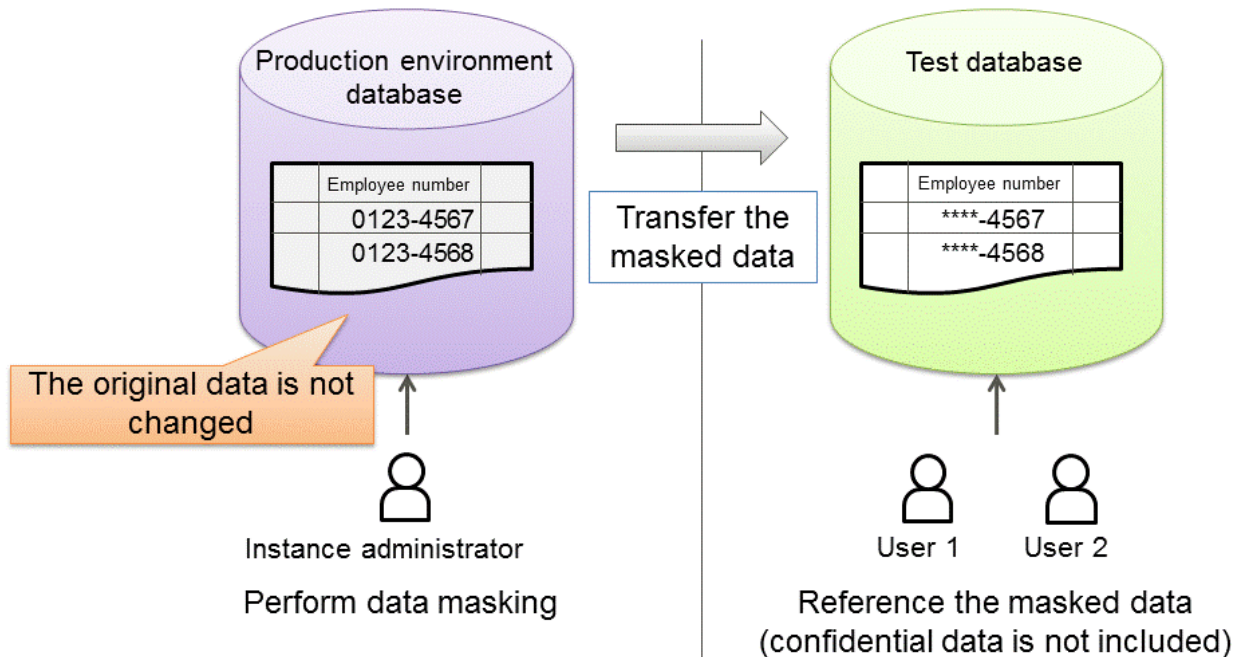 Production environment
database
Employee number
0123-4567
0123-4568
The original data is not
changed
Instance administrator
Perform data masking
Transfer the
masked data
Test database
Employee number
****-4567
****-4568
User 1
User 2
Reference the masked data
(confidential data is not included)